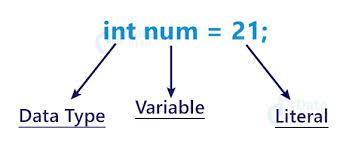 int num = 21;
Data Type
Variable
Literal